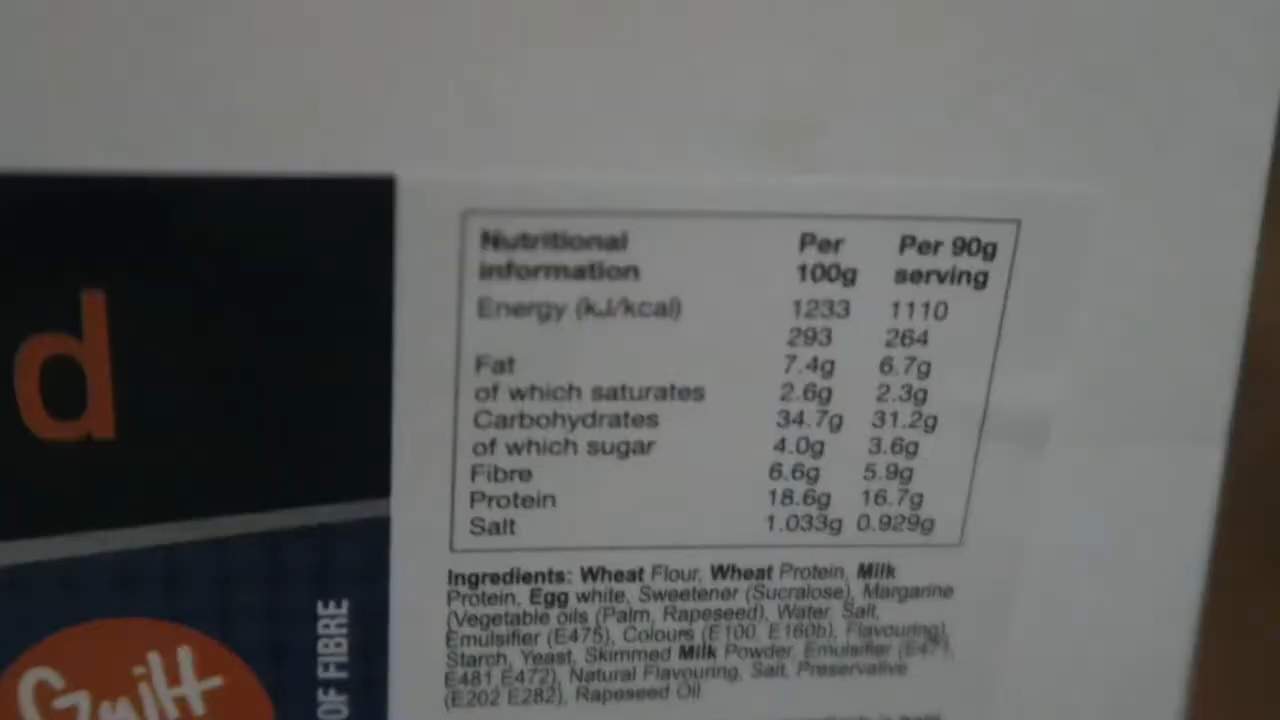 d
Guilt
OF FIBRE
Nutritional Per Per 90g
information 100g serving
Energy (kJ/kcal) 1233 1110
293 264
Fat 7.4g 6.7g
of which saturates 2.6g 2.3g
Carbohydrates 34.7g 31.2g
of which sugar 4.0g 3.6g
Fibre 6.6g 5.9g
Protein 18.6g 16.7g
Salt 1.033g 0.929g
Ingredients: Wheat Flour, Wheat Protein, Milk
Protein, Egg white, Sweetener (Sucralose), Margarine
(Vegetable oils (Palm, Rapeseed), Water, Salt,
Emulsifier (E475), Colours (E100, E160b), Flavouring),
Starch, Yeast, Skimmed Milk Powder, Emulsifier (E471,
E481 E472), Natural Flavouring, Salt, Preservative
(E202 E282), Rapeseed Oil